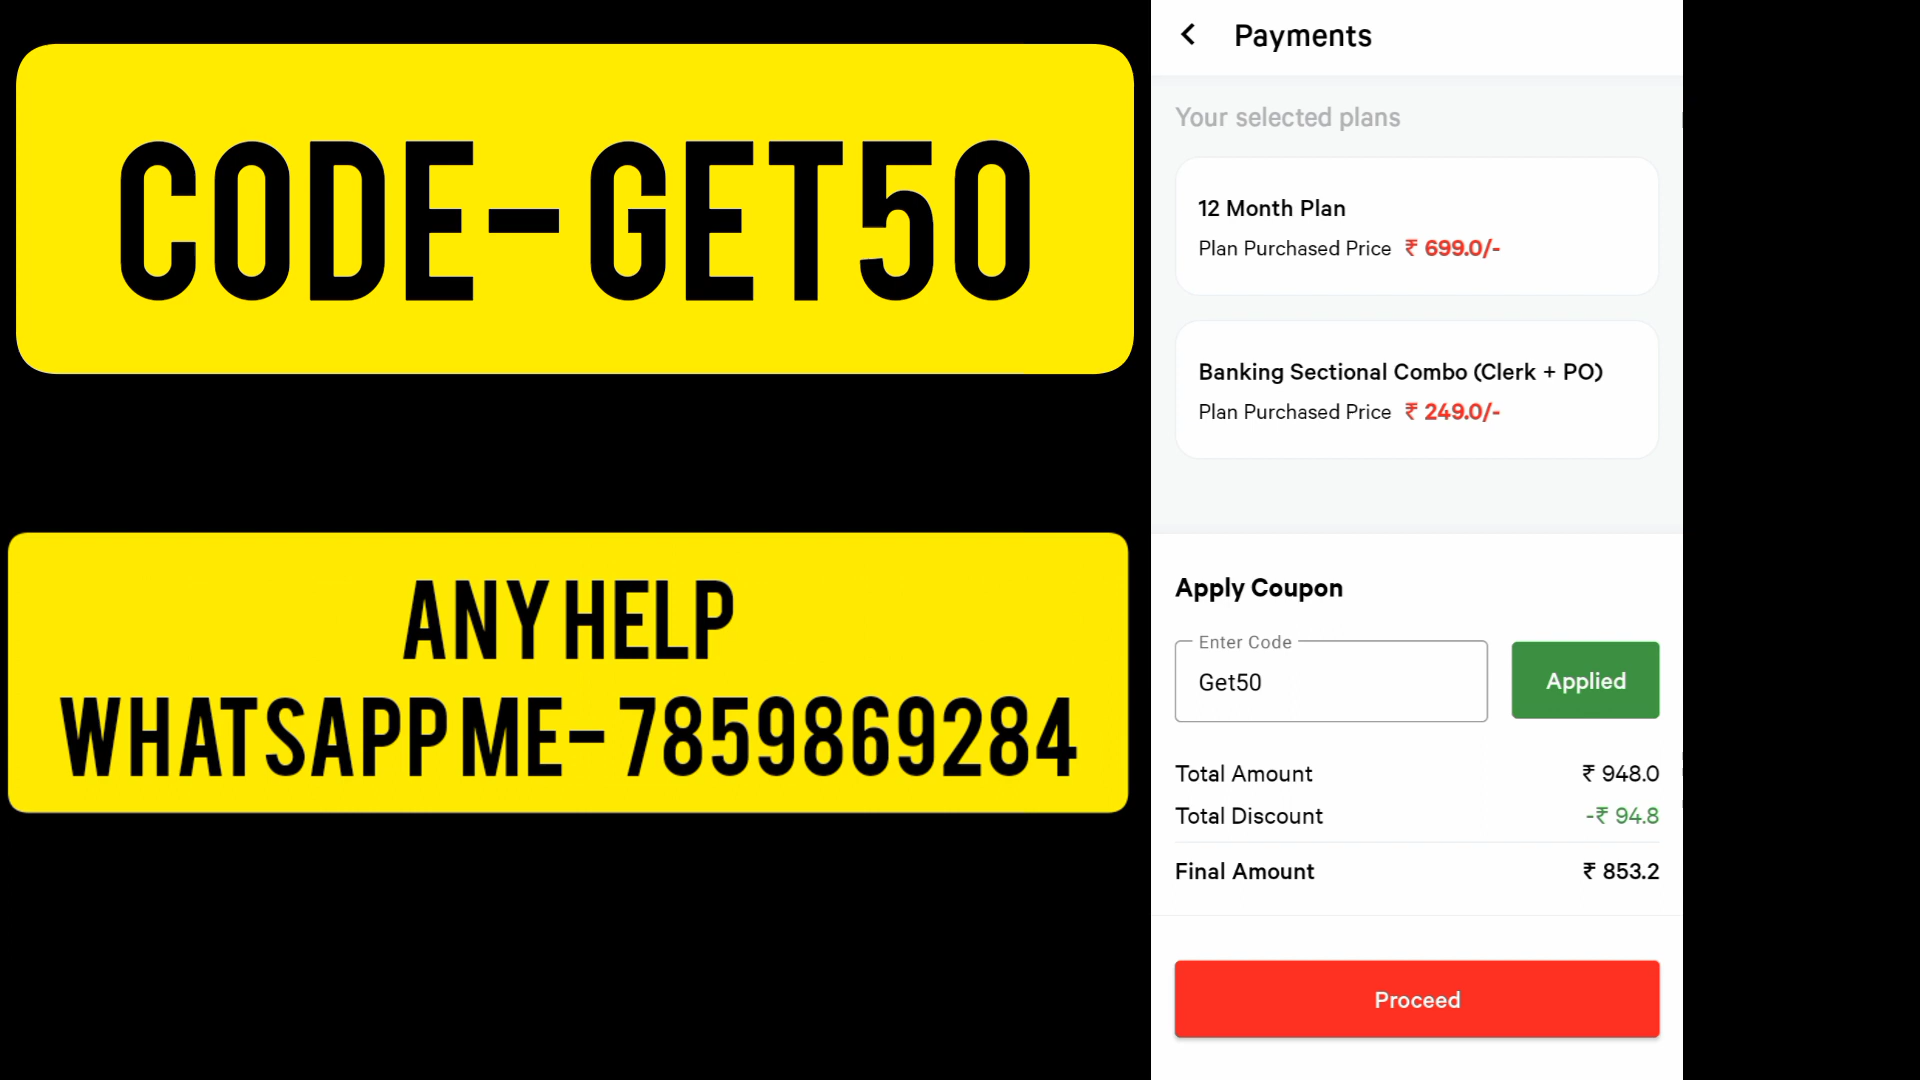 CODE-GET50
ANY HELP
WHATSAPP ME-7859869284
Payments
Your selected plans
12 Month Plan
Plan Purchased Price ₹ 699.0/-
Banking Sectional Combo (Clerk + PO)
Plan Purchased Price ₹ 249.0/-
Apply Coupon
Enter Code
Get50
Applied
Total Amount ₹ 948.0
Total Discount -₹ 94.8
Final Amount ₹ 853.2
Proceed